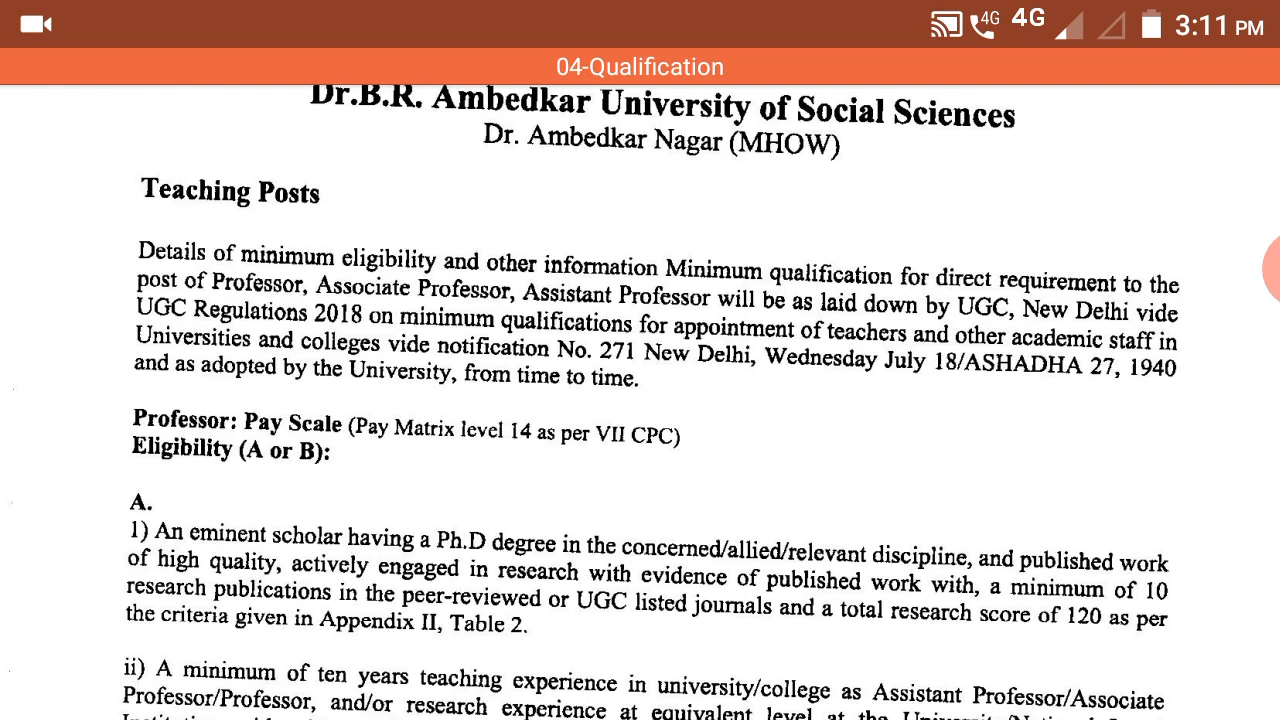 4G 4G 3:11 PM
04-Qualification
Dr.B.R. Ambedkar University of Social Sciences
Dr. Ambedkar Nagar (MHOW)
Teaching Posts
Details of minimum eligibility and other information Minimum qualification for direct requirement to the
post of Professor, Associate Professor, Assistant Professor will be as laid down by UGC, New Delhi vide
UGC Regulations 2018 on minimum qualifications for appointment of teachers and other academic staff in
Universities and colleges vide notification No. 271 New Delhi, Wednesday July 18/ASHADHA 27, 1940
and as adopted by the University, from time to time.
Professor: Pay Scale (Pay Matrix level 14 as per VII CPC)
Eligibility (A or B):
A.
1) An eminent scholar having a Ph.D degree in the concerned/allied/relevant discipline, and published work
of high quality, actively engaged in research with evidence of published work with, a minimum of 10
research publications in the peer-reviewed or UGC listed journals and a total research score of 120 as per
the criteria given in Appendix II, Table 2.
ii) A minimum of ten years teaching experience in university/college as Assistant Professor/Associate
Professor/Professor, and/or research experience at equivalent level at the